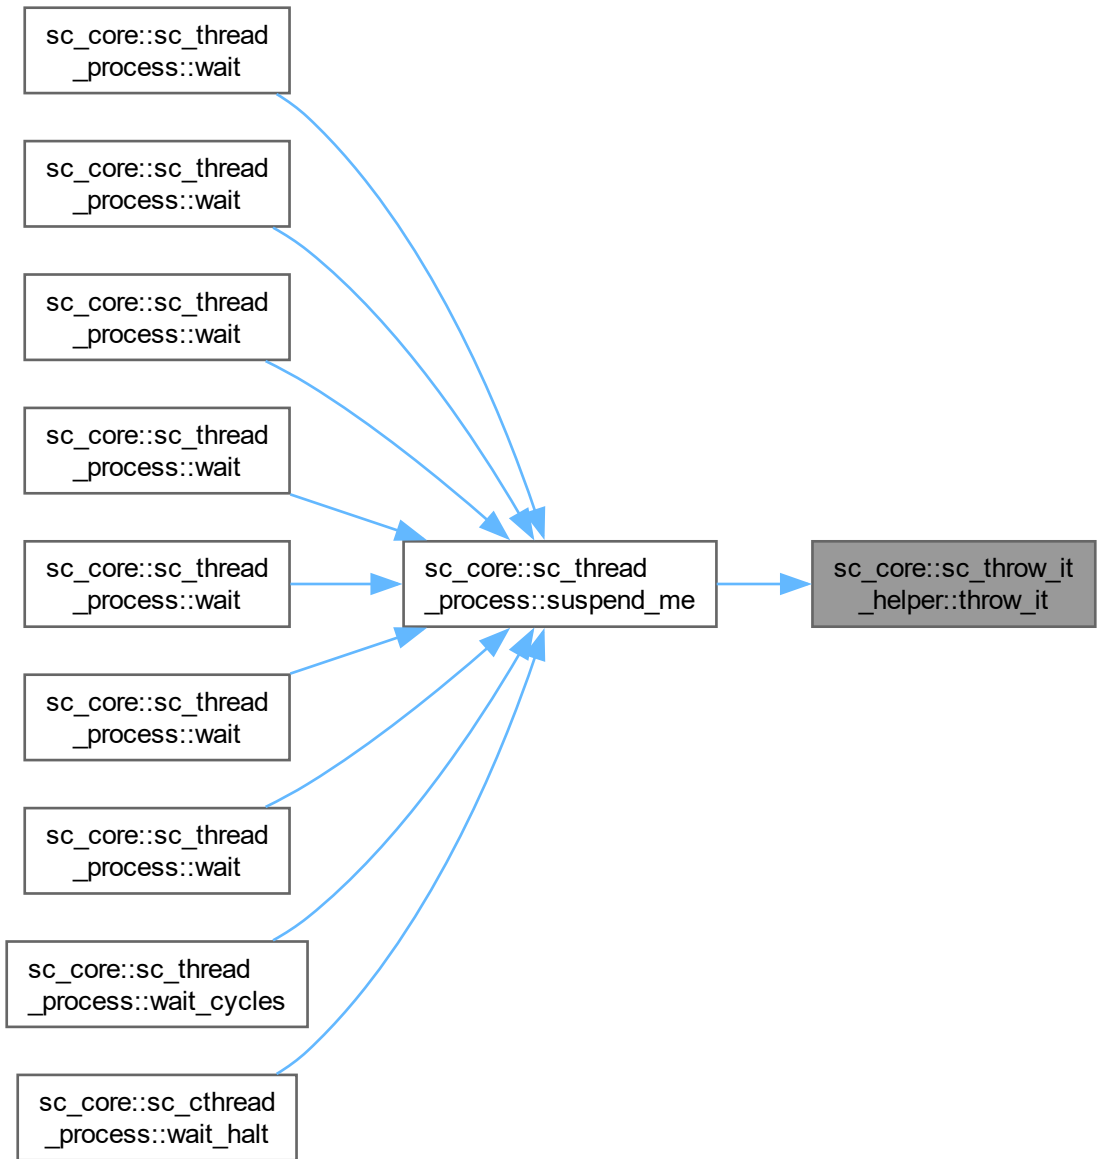 sc_core::sc_thread
_process::wait
sc_core::sc_thread
_process::wait
sc_core::sc_thread
_process::wait
sc_core::sc_thread
_process::wait
sc_core::sc_thread
_process::wait
sc_core::sc_thread
_process::wait
sc_core::sc_thread
_process::wait
sc_core::sc_thread
_process::wait_cycles
sc_core::sc_cthread
_process::wait_halt
sc_core::sc_thread
_process::suspend_me
sc_core::sc_throw_it
_helper::throw_it